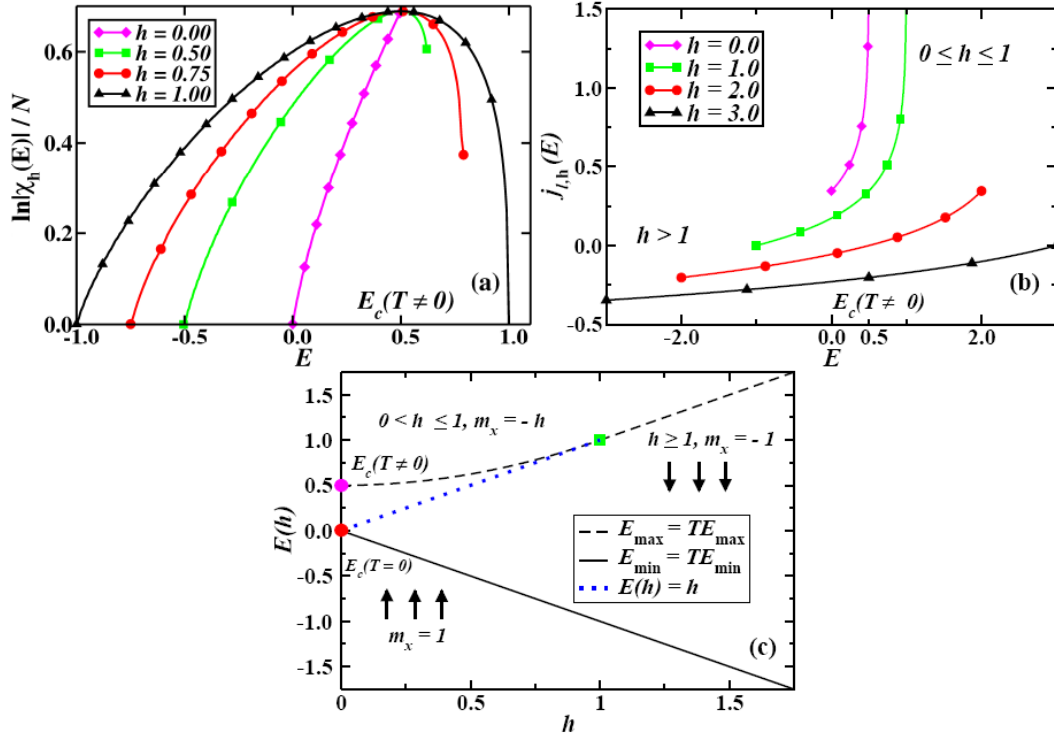 h = 0.00
h = 0.50
h = 0.75
h = 1.00
ln|χh(E)| / N
0.6
0.4
0.2
0.0
-1.0
-0.5
0.0
0.5
1.0
E
Ec(T ≠ 0)
(a)
h = 0.0
h = 1.0
h = 2.0
h = 3.0
0 ≤ h ≤ 1
jl,h(E)
1.5
1.0
0.5
0.0
-0.5
h > 1
Ec(T ≠ 0)
(b)
-2.0
0.0
0.5
2.0
E
E(h)
1.5
1.0
0.5
0.0
-0.5
-1.0
-1.5
0 < h ≤ 1, mx = - h
h ≥ 1, mx = - 1
Ec(T ≠ 0)
Ec(T = 0)
mx = 1
Emax = TEmax
Emin = TEmin
E(h) = h
(c)
0
0.5
1
1.5
h